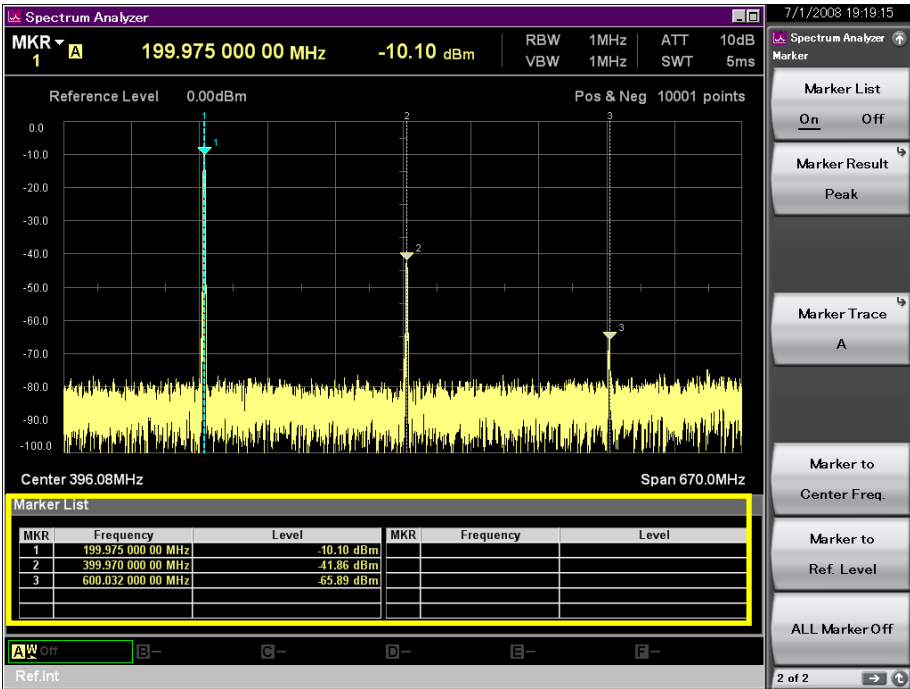 Spectrum Analyzer
7/1/2008 19:19:15
MKR 1 A 199.975 000 00 MHz -10.10 dBm
RBW 1MHz ATT 10dB
VBW 1MHz SWT 5ms
Reference Level 0.00dBm Pos & Neg 10001 points
1 2 3
0.0
-10.0
-20.0
-30.0
-40.0
-50.0
-60.0
-70.0
-80.0
-90.0
-100.0
1
2
3
Center 396.08MHz Span 670.0MHz
Marker List
MKR Frequency Level MKR Frequency Level
1 199.975 000 00 MHz -10.10 dBm
2 399.970 000 00 MHz -41.86 dBm
3 600.032 000 00 MHz -65.89 dBm
A W Off B- C- D- E- F-
Ref.Int
Spectrum Analyzer
Marker
Marker List
On Off
Marker Result
Peak
Marker Trace
A
Marker to
Center Freq.
Marker to
Ref. Level
ALL Marker Off
2 of 2